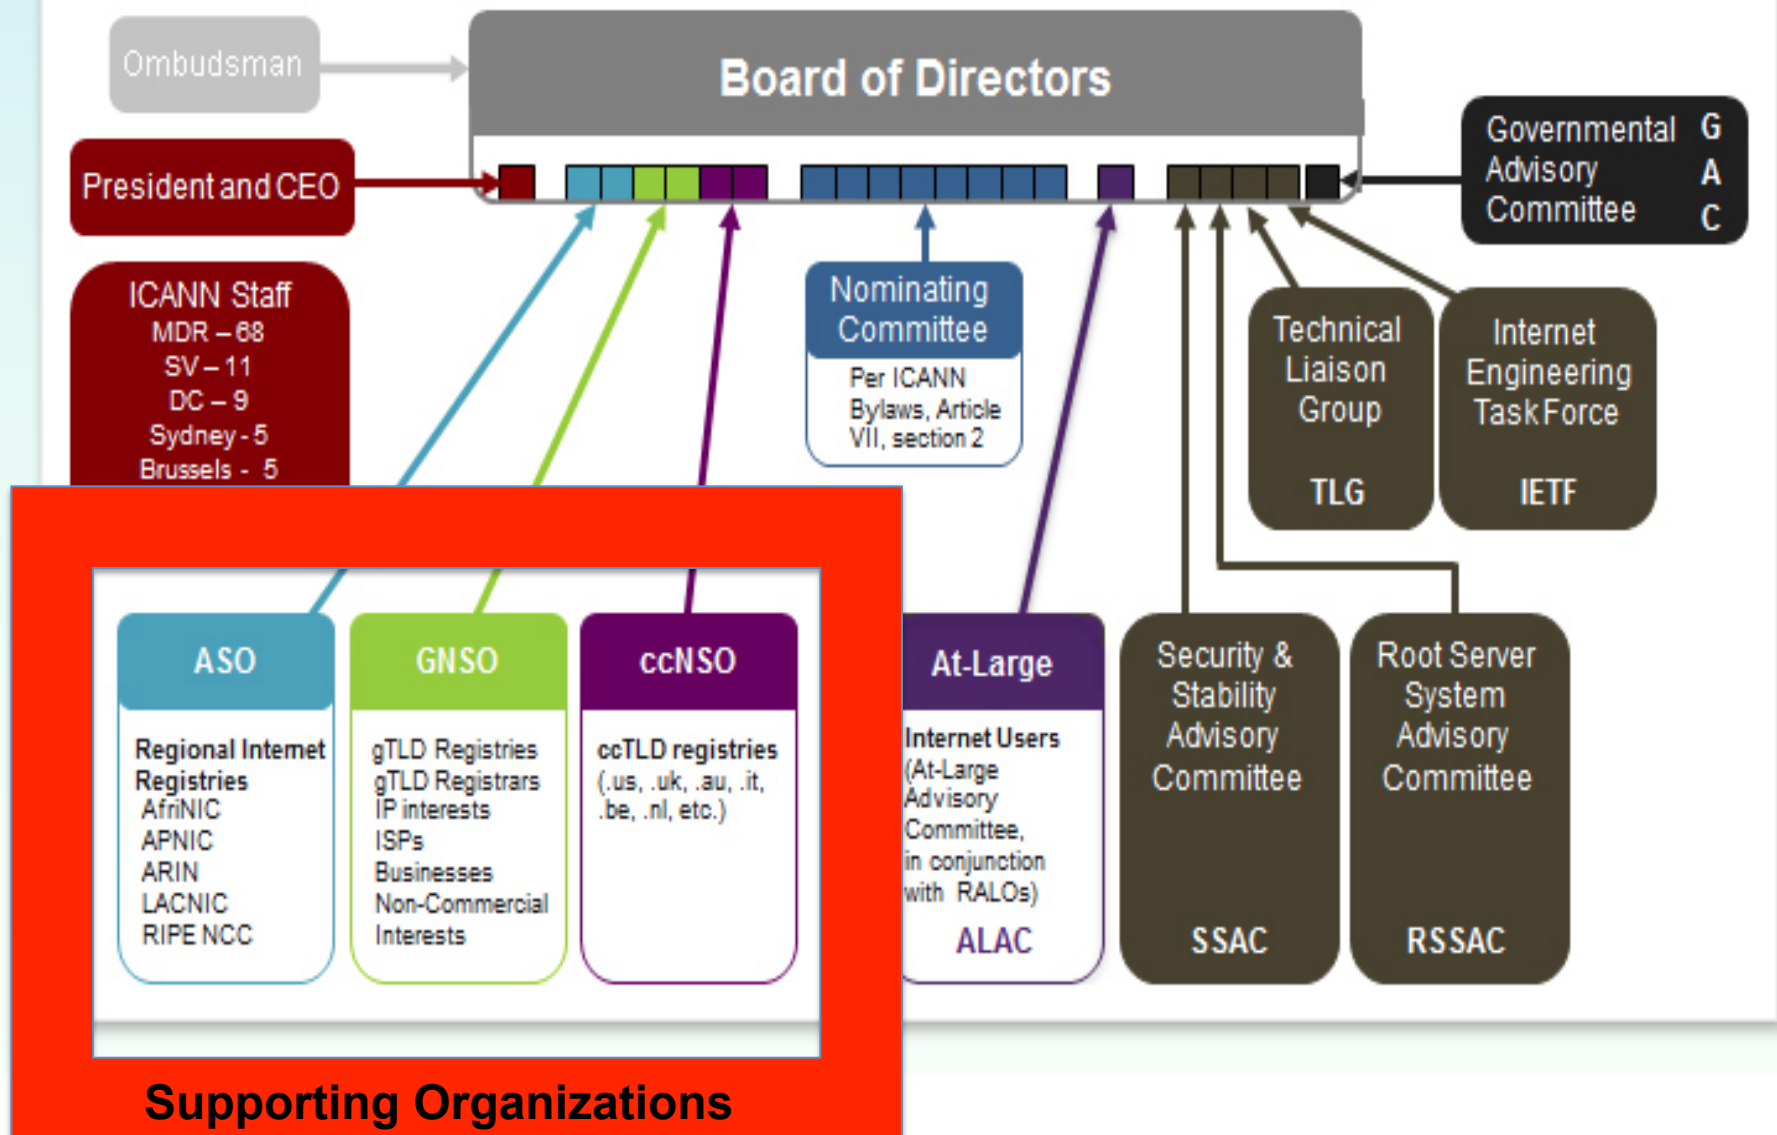 Ombudsman
Board of Directors
President and CEO
Governmental G
Advisory A
Committee C
ICANN Staff
MDR – 68
SV – 11
DC – 9
Sydney - 5
Brussels -  5
Nominating
Committee
Per ICANN
Bylaws, Article
VII, section 2
Technical
Liaison
Group
TLG
Internet
Engineering
Task Force
IETF
ASO
Regional Internet
Registries
AfriNIC
APNIC
ARIN
LACNIC
RIPE NCC
GNSO
gTLD Registries
gTLD Registrars
IP interests
ISPs
Businesses
Non-Commercial
Interests
ccNSO
ccTLD registries
(.us, .uk, .au, .it,
.be, .nl, etc.)
At-Large
Internet Users
(At-Large
Advisory
Committee,
in conjunction
with RALOs)
ALAC
Security &
Stability
Advisory
Committee
SSAC
Root Server
System
Advisory
Committee
RSSAC
Supporting Organizations